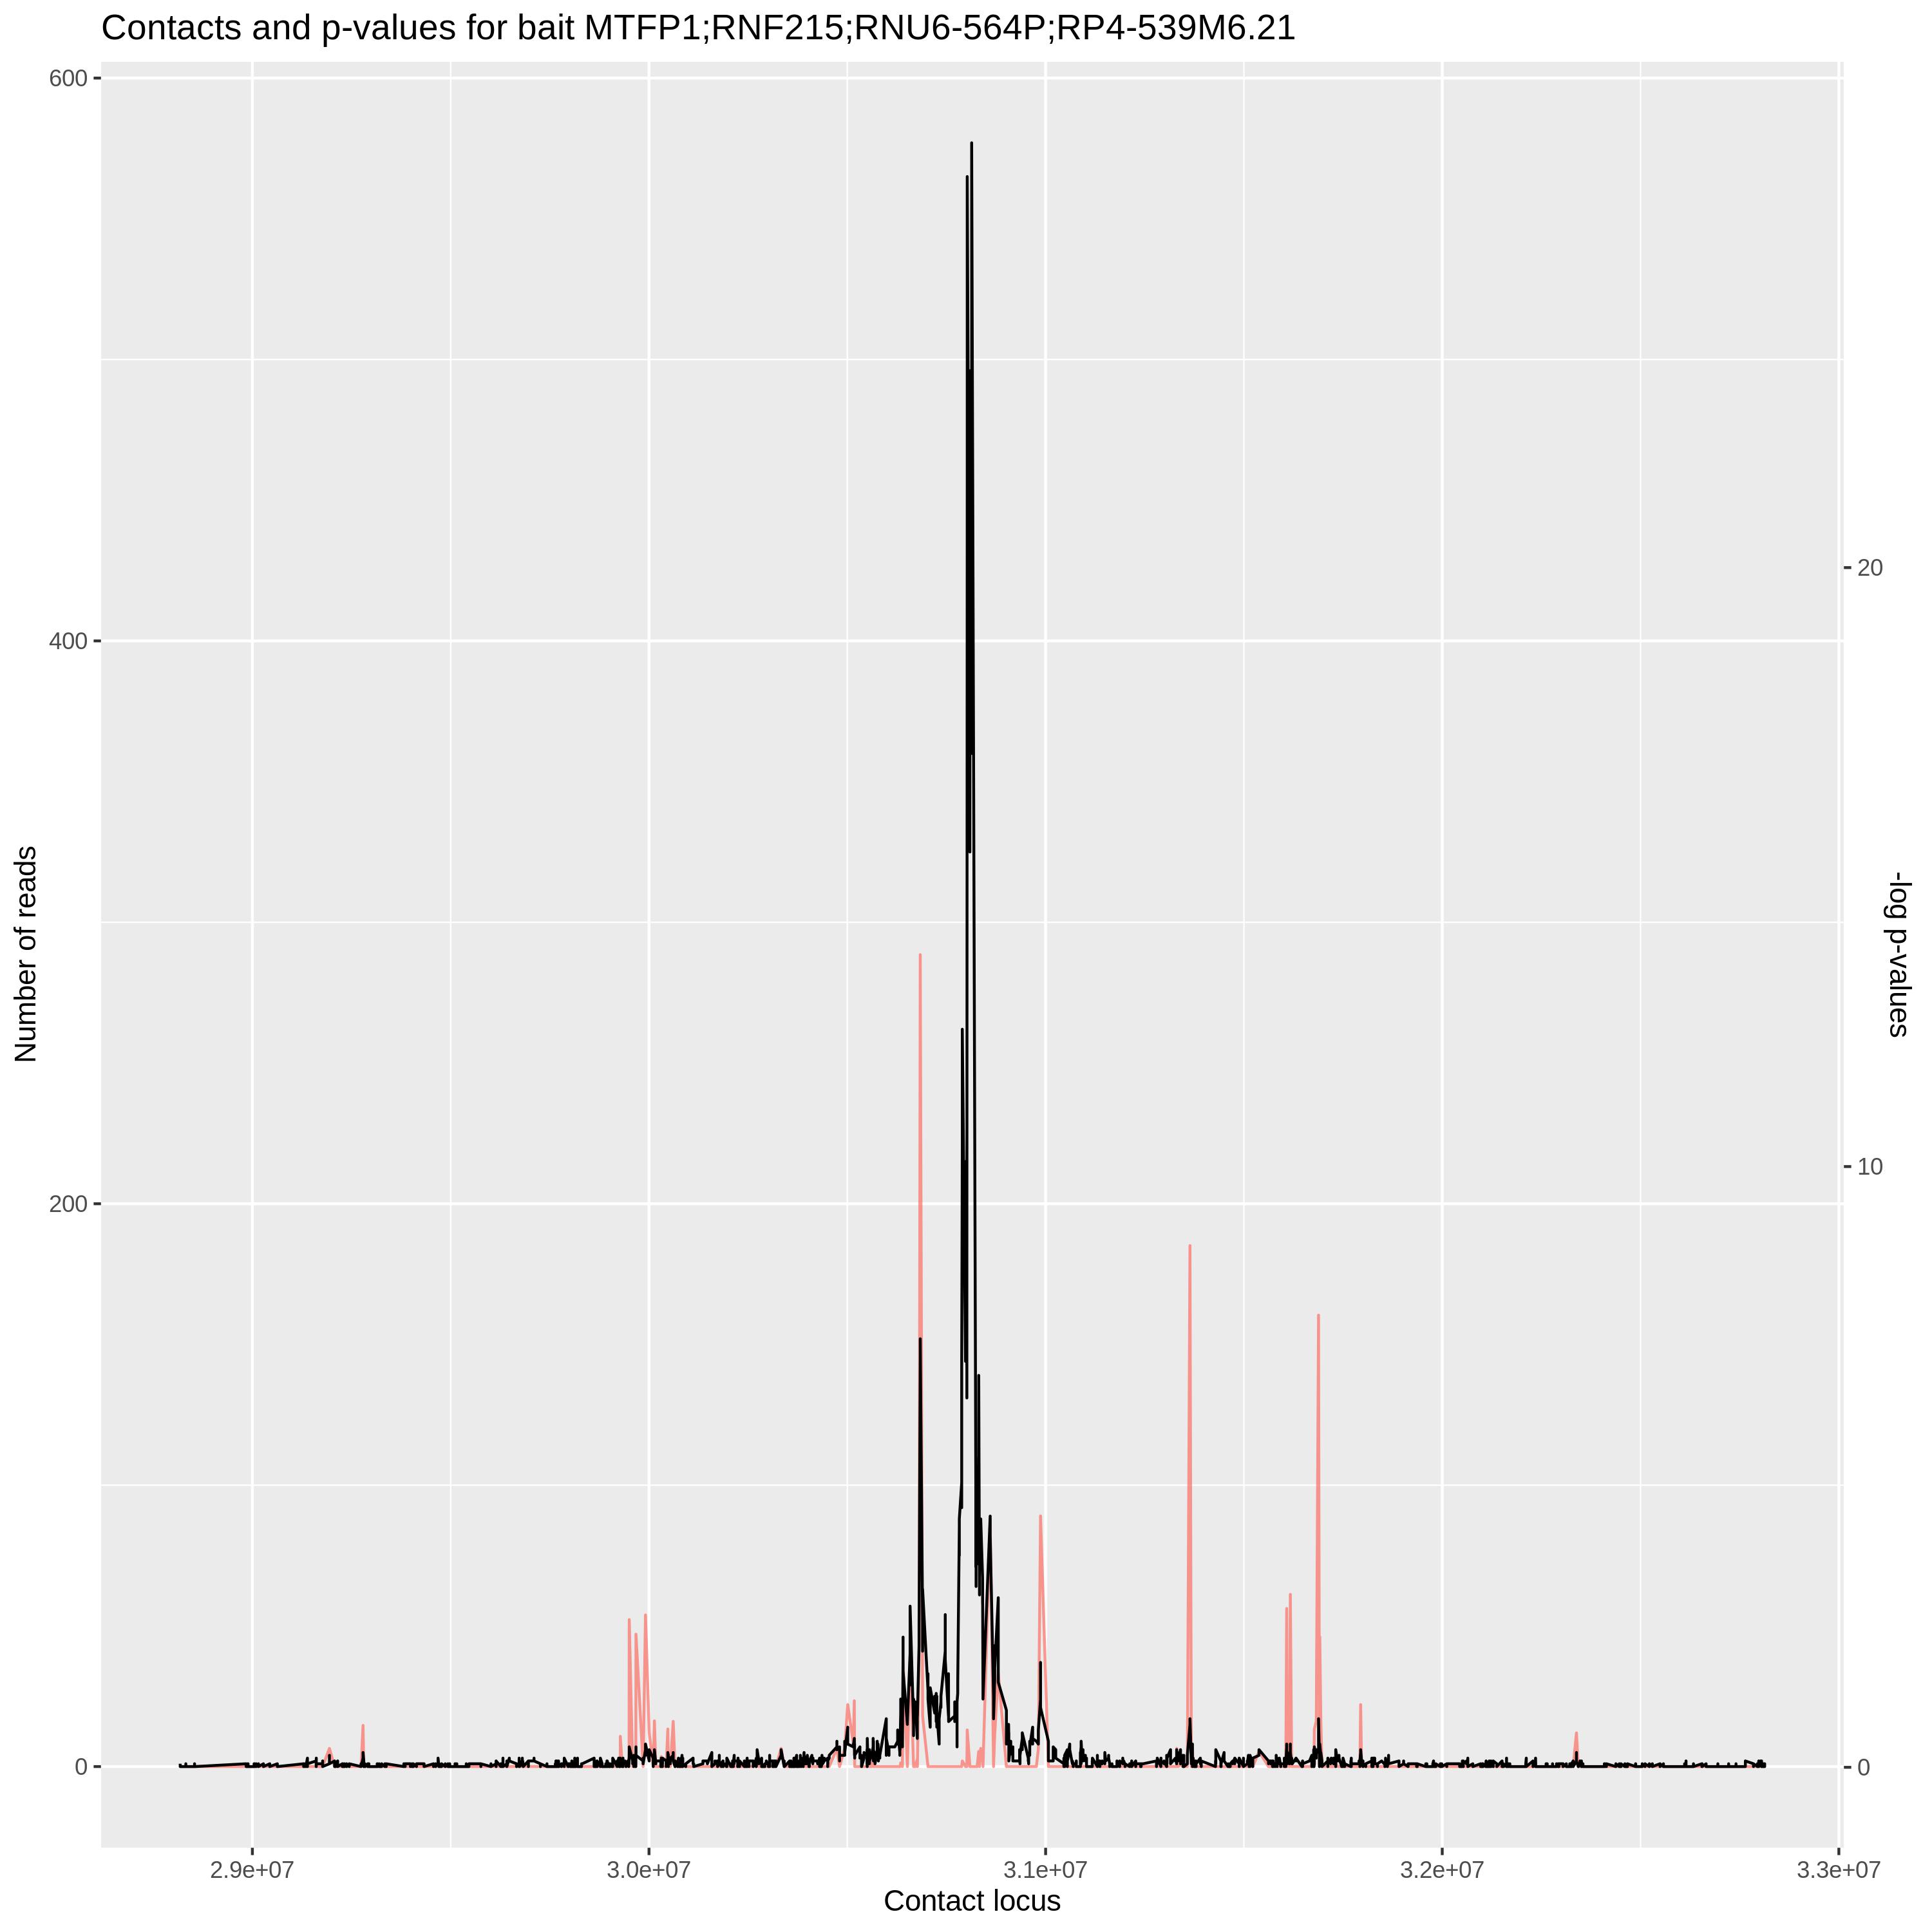 Contacts and p-values for bait MTFP1;RNF215;RNU6-564P;RP4-539M6.21
600
400
200
0
Number of reads
20
10
0
-log p-values
2.9e+07
3.0e+07
3.1e+07
3.2e+07
3.3e+07
Contact locus